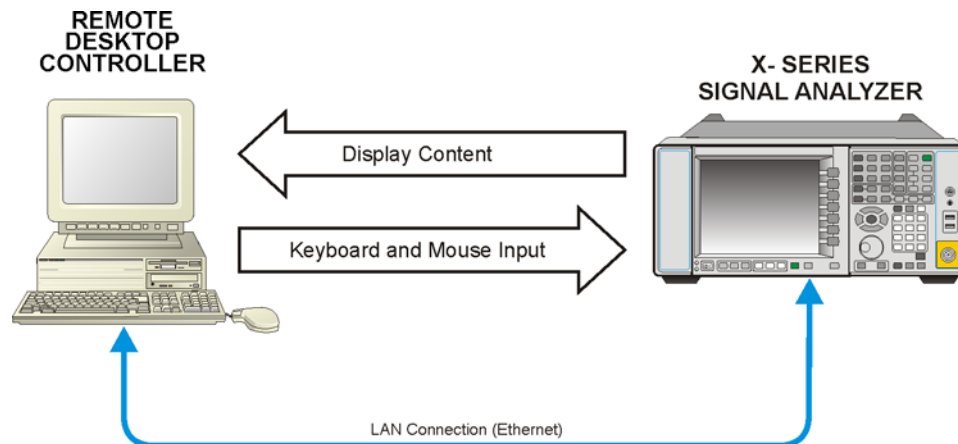 REMOTE
DESKTOP
CONTROLLER
X- SERIES
SIGNAL ANALYZER
Display Content
Keyboard and Mouse Input
LAN Connection (Ethernet)